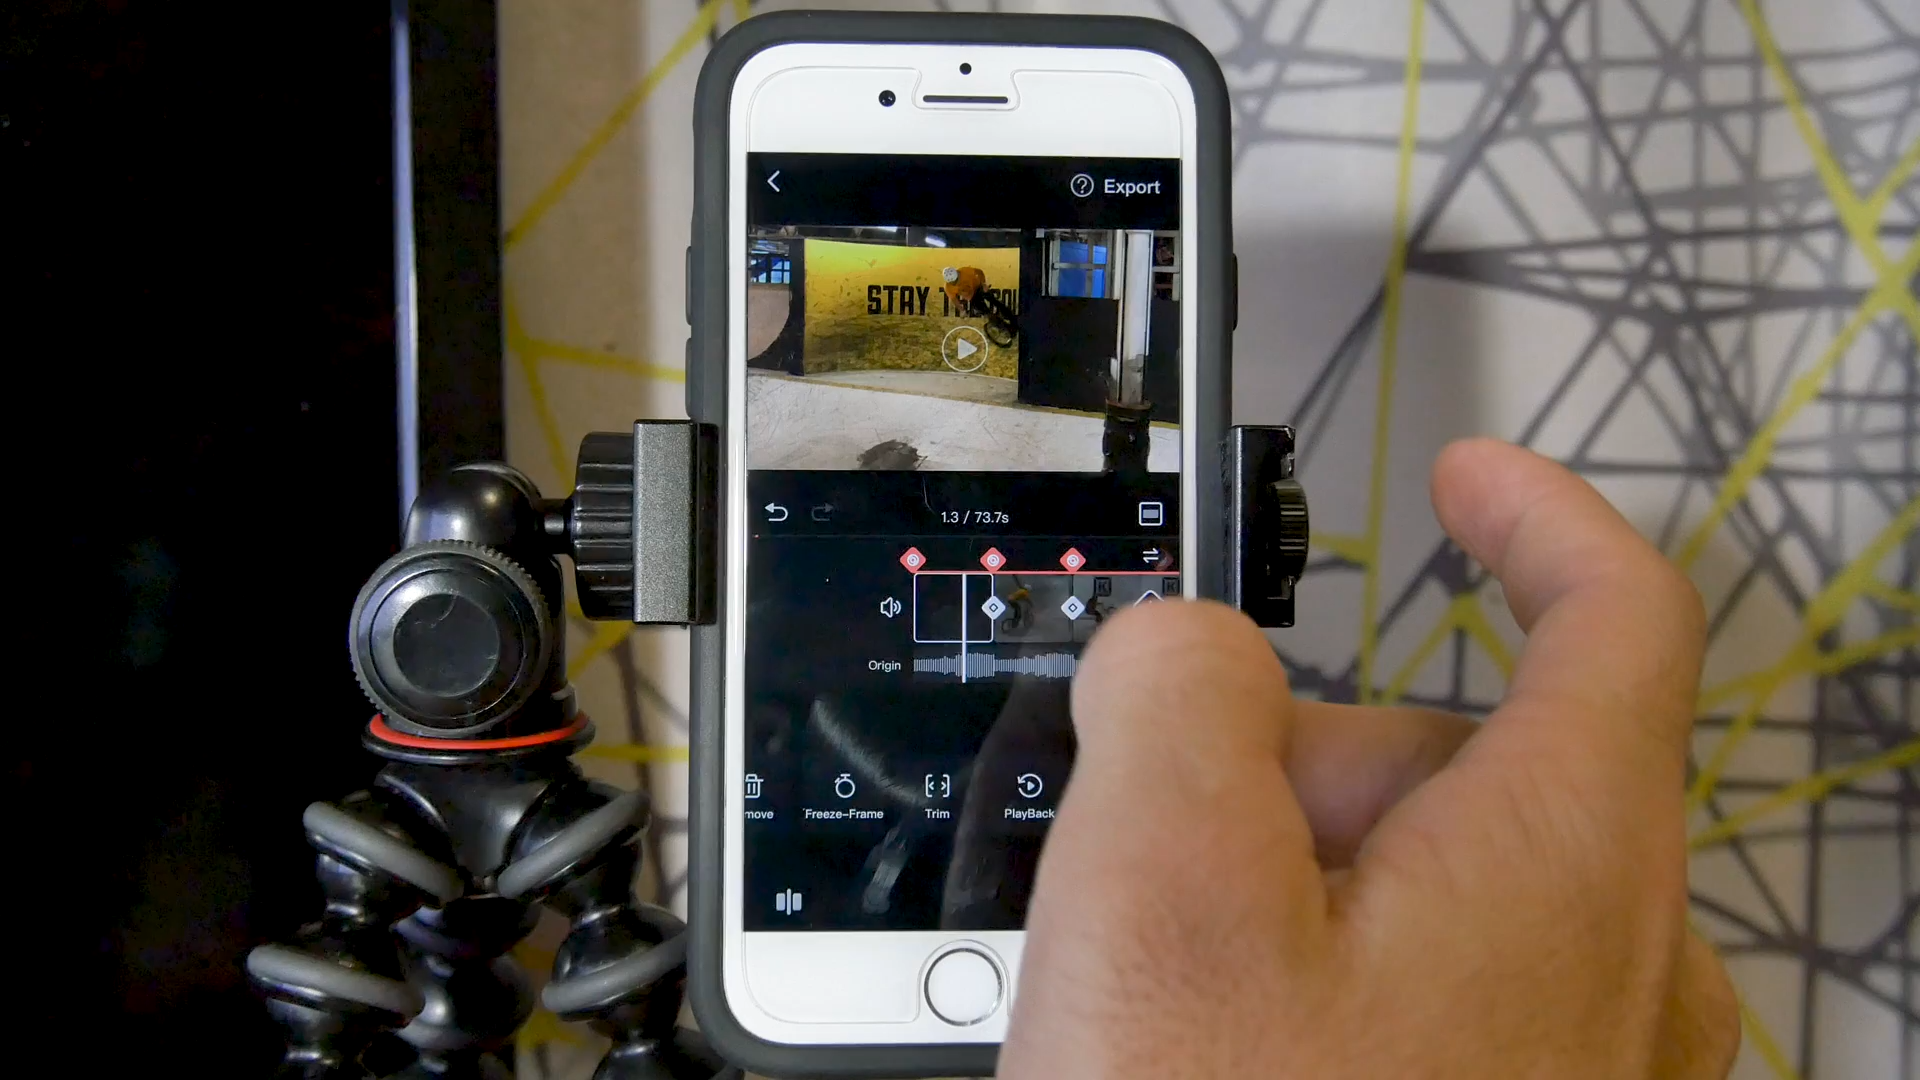 Export
STAY
1.3 / 73.7s
K K
Origin
move Freeze-Frame Trim PlayBack